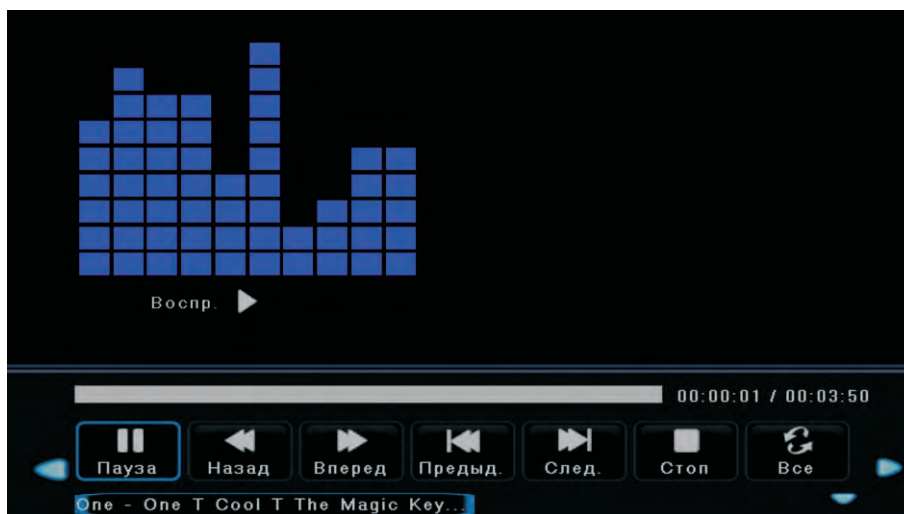 Воспр.
00:00:01 / 00:03:50
Пауза Назад Вперед Предыд. След. Стоп Все
One - One T Cool T The Magic Key...